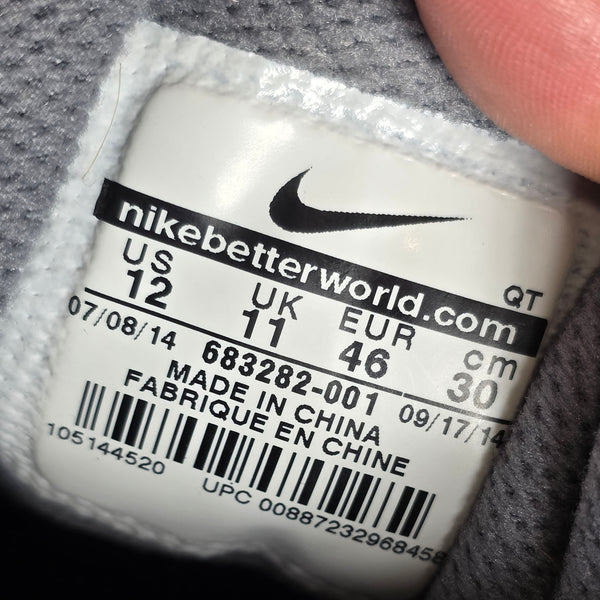 nikebetterworld.com
QT
US UK EUR cm
12 11 46 30
07/08/14 683282-001 09/17/14
MADE IN CHINA
FABRIQUE EN CHINE
105144520
UPC 00887232968458